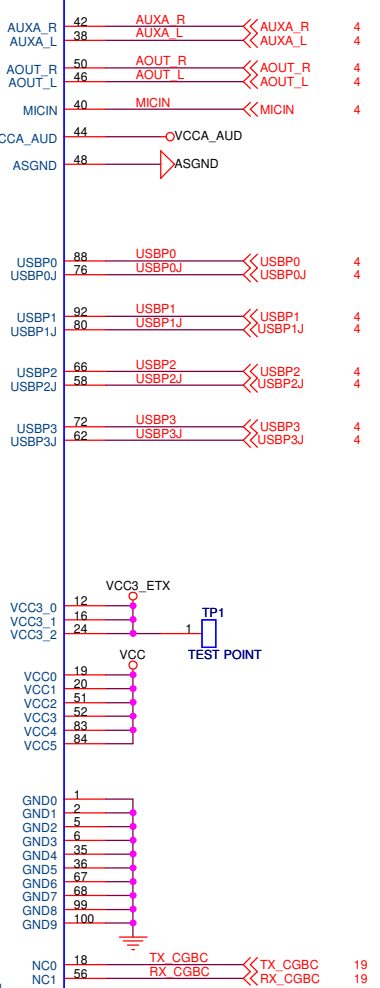 AUXA_R 42 AUXA_R AUXA_R 4
AUXA_L 38 AUXA_L AUXA_L 4
AOUT_R 50 AOUT_R AOUT_R 4
AOUT_L 46 AOUT_L AOUT_L 4
MICIN 40 MICIN MICIN 4
CCA_AUD 44 VCCA_AUD
ASGND 48 ASGND
USBP0 88 USBP0 USBP0 4
USBP0J 76 USBP0J USBP0J 4
USBP1 92 USBP1 USBP1 4
USBP1J 80 USBP1J USBP1J 4
USBP2 66 USBP2 USBP2 4
USBP2J 58 USBP2J USBP2J 4
USBP3 72 USBP3 USBP3 4
USBP3J 62 USBP3J USBP3J 4
VCC3_ETX
VCC3_0 12
TP1
VCC3_1 16
VCC3_2 24 1
TEST POINT
VCC
VCC0 19
VCC1 20
VCC2 51
VCC3 52
VCC4 83
VCC5 84
GND0 1
GND1 2
GND2 5
GND3 6
GND4 35
GND5 36
GND6 67
GND7 68
GND8 99
GND9 100
NC0 18 TX_CGBC TX_CGBC 19
NC1 56 RX_CGBC RX_CGBC 19